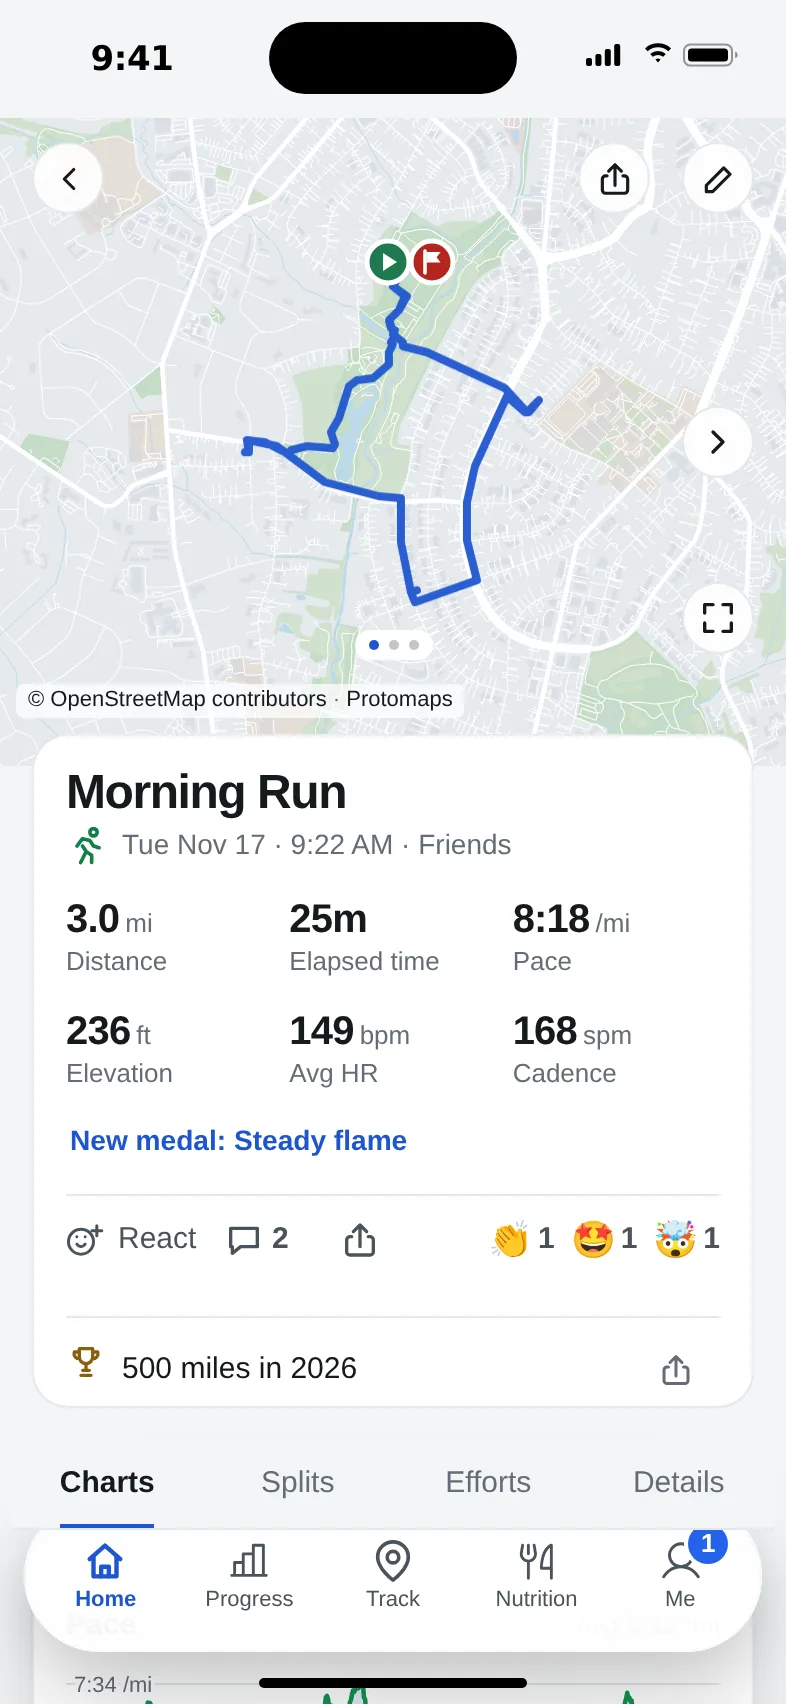 9:41
© OpenStreetMap contributors · Protomaps
Morning Run
Tue Nov 17 · 9:22 AM · Friends
3.0 mi 25m 8:18 /mi
Distance Elapsed time Pace
236 ft 149 bpm 168 spm
Elevation Avg HR Cadence
New medal: Steady flame
React 2 1 1 1
500 miles in 2026
Charts Splits Efforts Details
1
Home Progress Track Nutrition Me
Pace
7:34 /mi